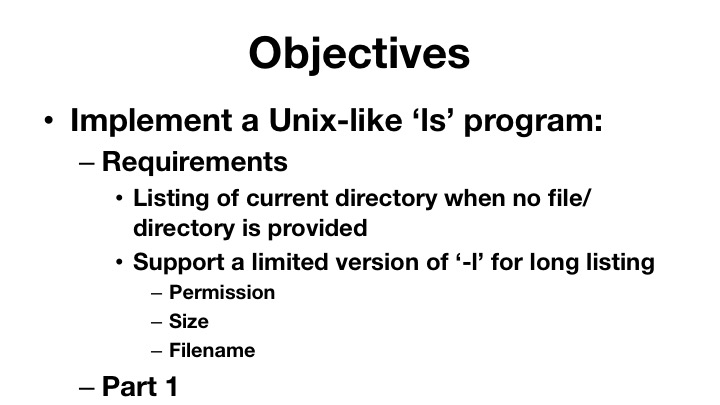 Objectives
• Implement a Unix-like ‘ls’ program:
– Requirements
• Listing of current directory when no file/
directory is provided
• Support a limited version of ‘-l’ for long listing
– Permission
– Size
– Filename
– Part 1